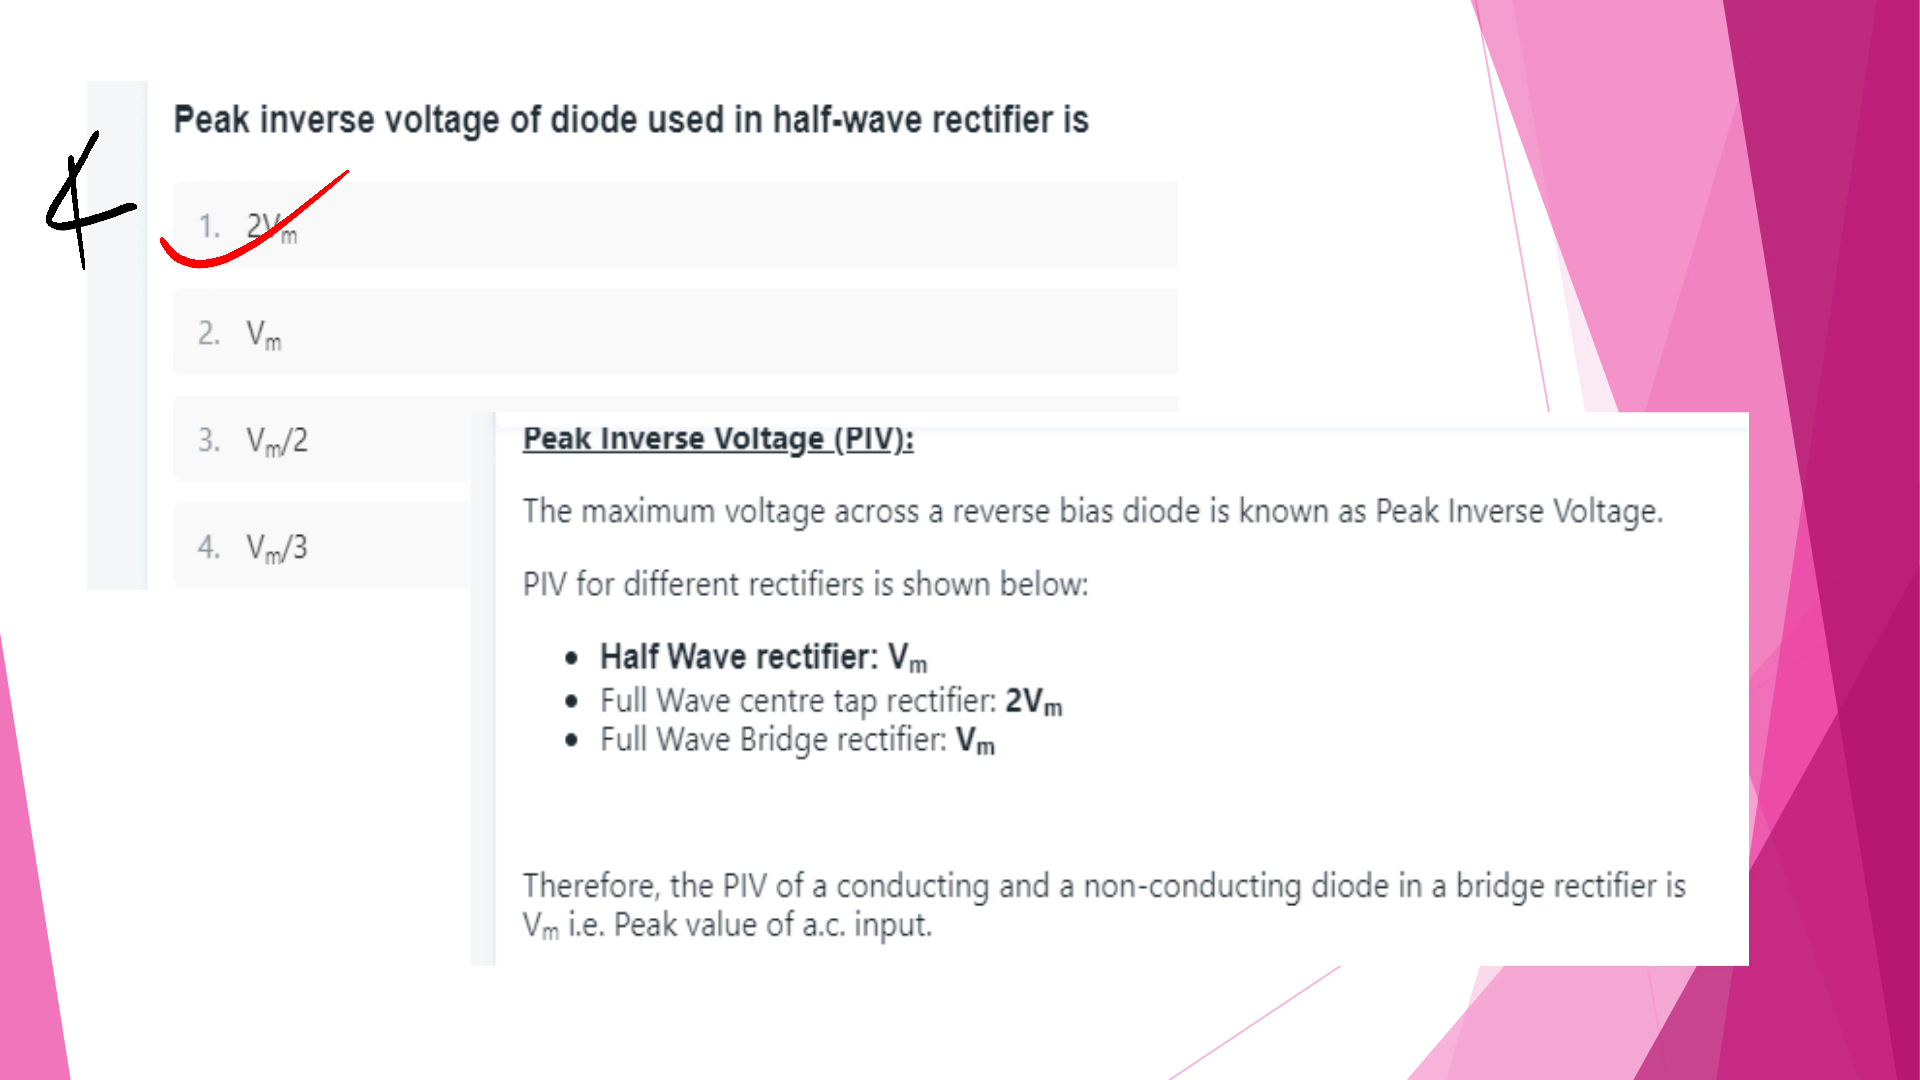 Peak inverse voltage of diode used in half-wave rectifier is
4
1. 2Vm
2. Vm
3. Vm/2
4. Vm/3
Peak Inverse Voltage (PIV):
The maximum voltage across a reverse bias diode is known as Peak Inverse Voltage.
PIV for different rectifiers is shown below:
• Half Wave rectifier: Vm
• Full Wave centre tap rectifier: 2Vm
• Full Wave Bridge rectifier: Vm
Therefore, the PIV of a conducting and a non-conducting diode in a bridge rectifier is
Vm i.e. Peak value of a.c. input.